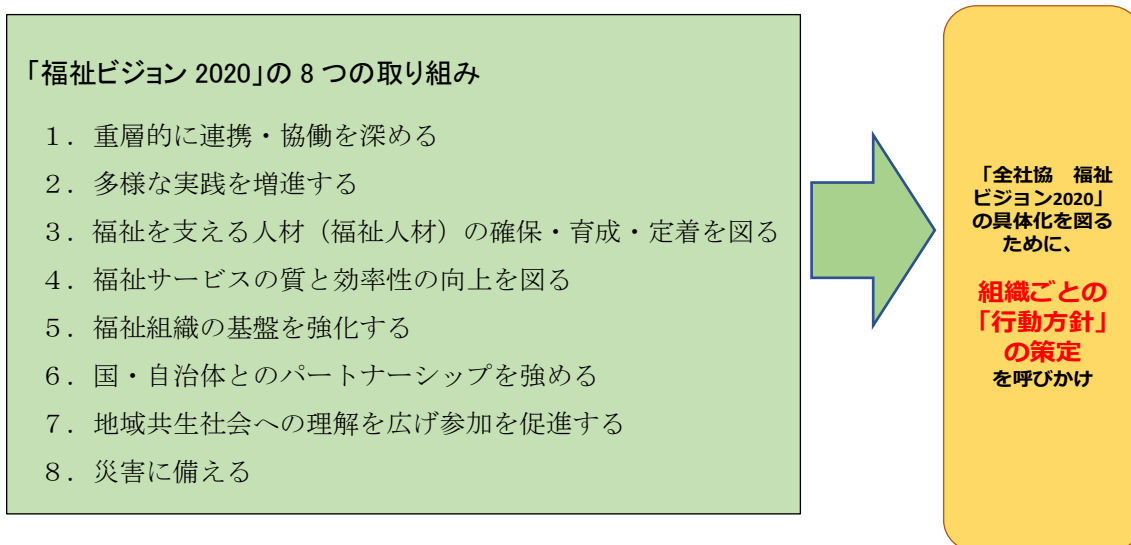 「福祉ビジョン 2020」の 8 つの取り組み
１．重層的に連携・協働を深める
２．多様な実践を増進する
３．福祉を支える人材（福祉人材）の確保・育成・定着を図る
４．福祉サービスの質と効率性の向上を図る
５．福祉組織の基盤を強化する
６．国・自治体とのパートナーシップを強める
７．地域共生社会への理解を広げ参加を促進する
８．災害に備える
「全社協　福祉
ビジョン2020」
の具体化を図る
ために、
組織ごとの
「行動方針」
の策定
を呼びかけ